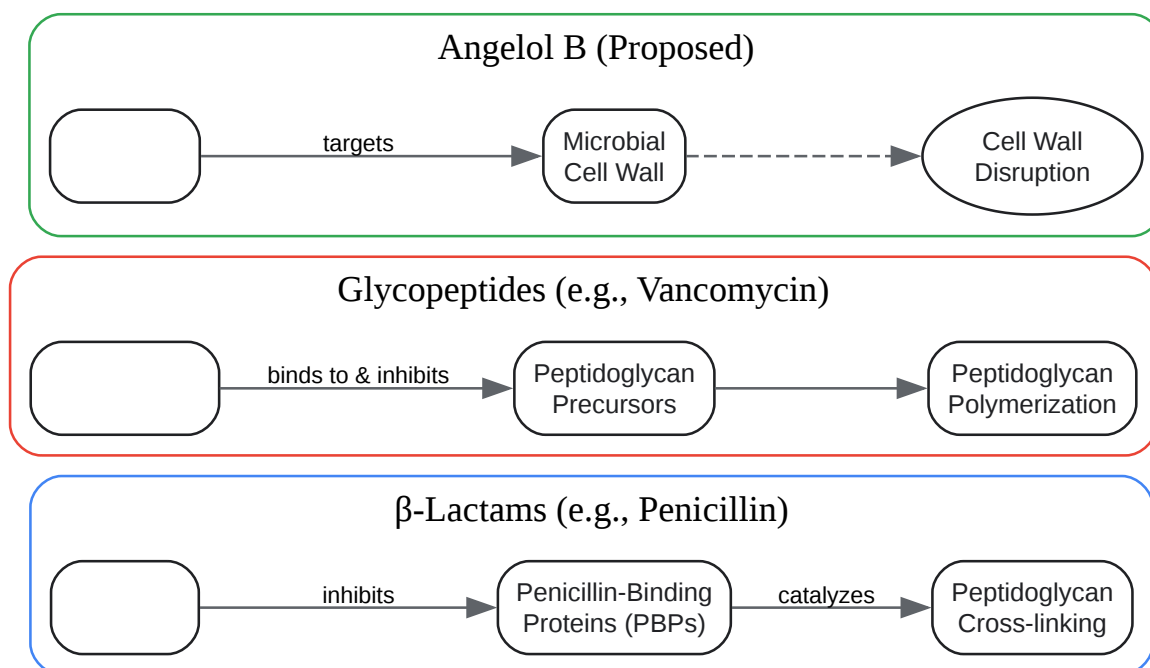 Angelol B (Proposed)
targets
Microbial
Cell Wall
Cell Wall
Disruption
Glycopeptides (e.g., Vancomycin)
binds to & inhibits
Peptidoglycan
Precursors
Peptidoglycan
Polymerization
β-Lactams (e.g., Penicillin)
inhibits
Penicillin-Binding
Proteins (PBPs)
catalyzes
Peptidoglycan
Cross-linking